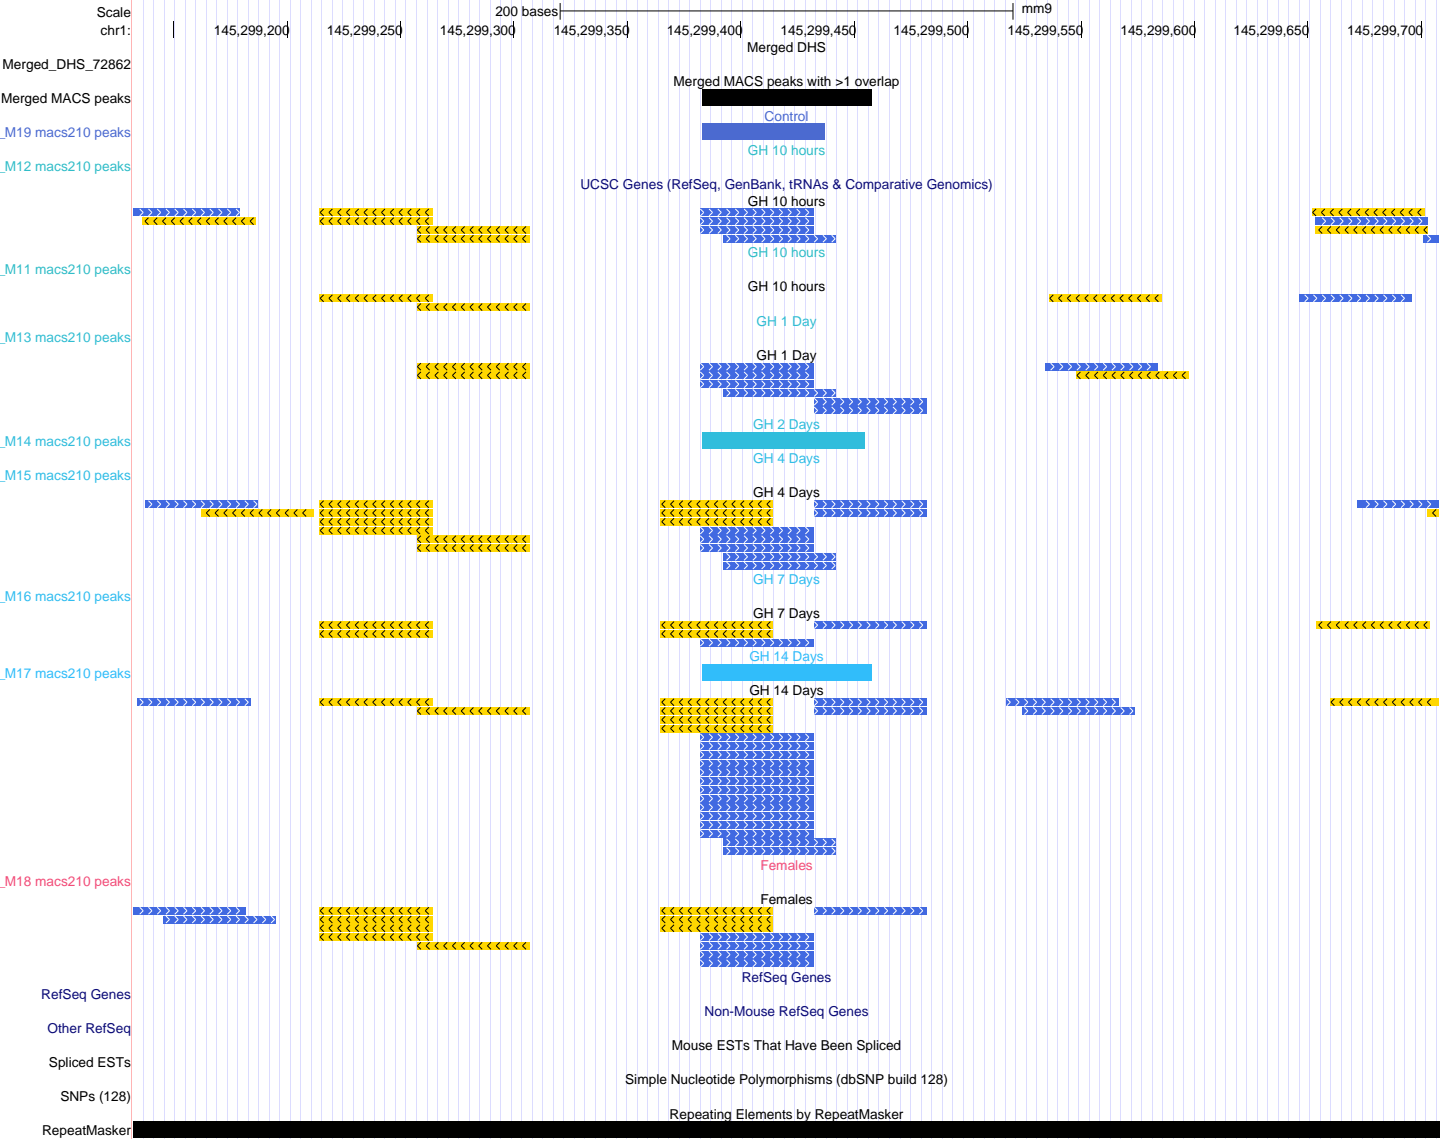 Scale 200 bases mm9
chr1: 145,299,200 145,299,250 145,299,300 145,299,350 145,299,400 145,299,450 145,299,500 145,299,550 145,299,600 145,299,650 145,299,700
Merged DHS
Merged_DHS_72862
Merged MACS peaks with >1 overlap
Merged MACS peaks
Control
_M19 macs210 peaks
GH 10 hours
_M12 macs210 peaks
UCSC Genes (RefSeq, GenBank, tRNAs & Comparative Genomics)
GH 10 hours
GH 10 hours
_M11 macs210 peaks
GH 10 hours
GH 1 Day
_M13 macs210 peaks
GH 1 Day
GH 2 Days
_M14 macs210 peaks
GH 4 Days
_M15 macs210 peaks
GH 4 Days
GH 7 Days
_M16 macs210 peaks
GH 7 Days
GH 14 Days
_M17 macs210 peaks
GH 14 Days
Females
_M18 macs210 peaks
Females
RefSeq Genes
RefSeq Genes
Non-Mouse RefSeq Genes
Other RefSeq
Mouse ESTs That Have Been Spliced
Spliced ESTs
Simple Nucleotide Polymorphisms (dbSNP build 128)
SNPs (128)
Repeating Elements by RepeatMasker
RepeatMasker